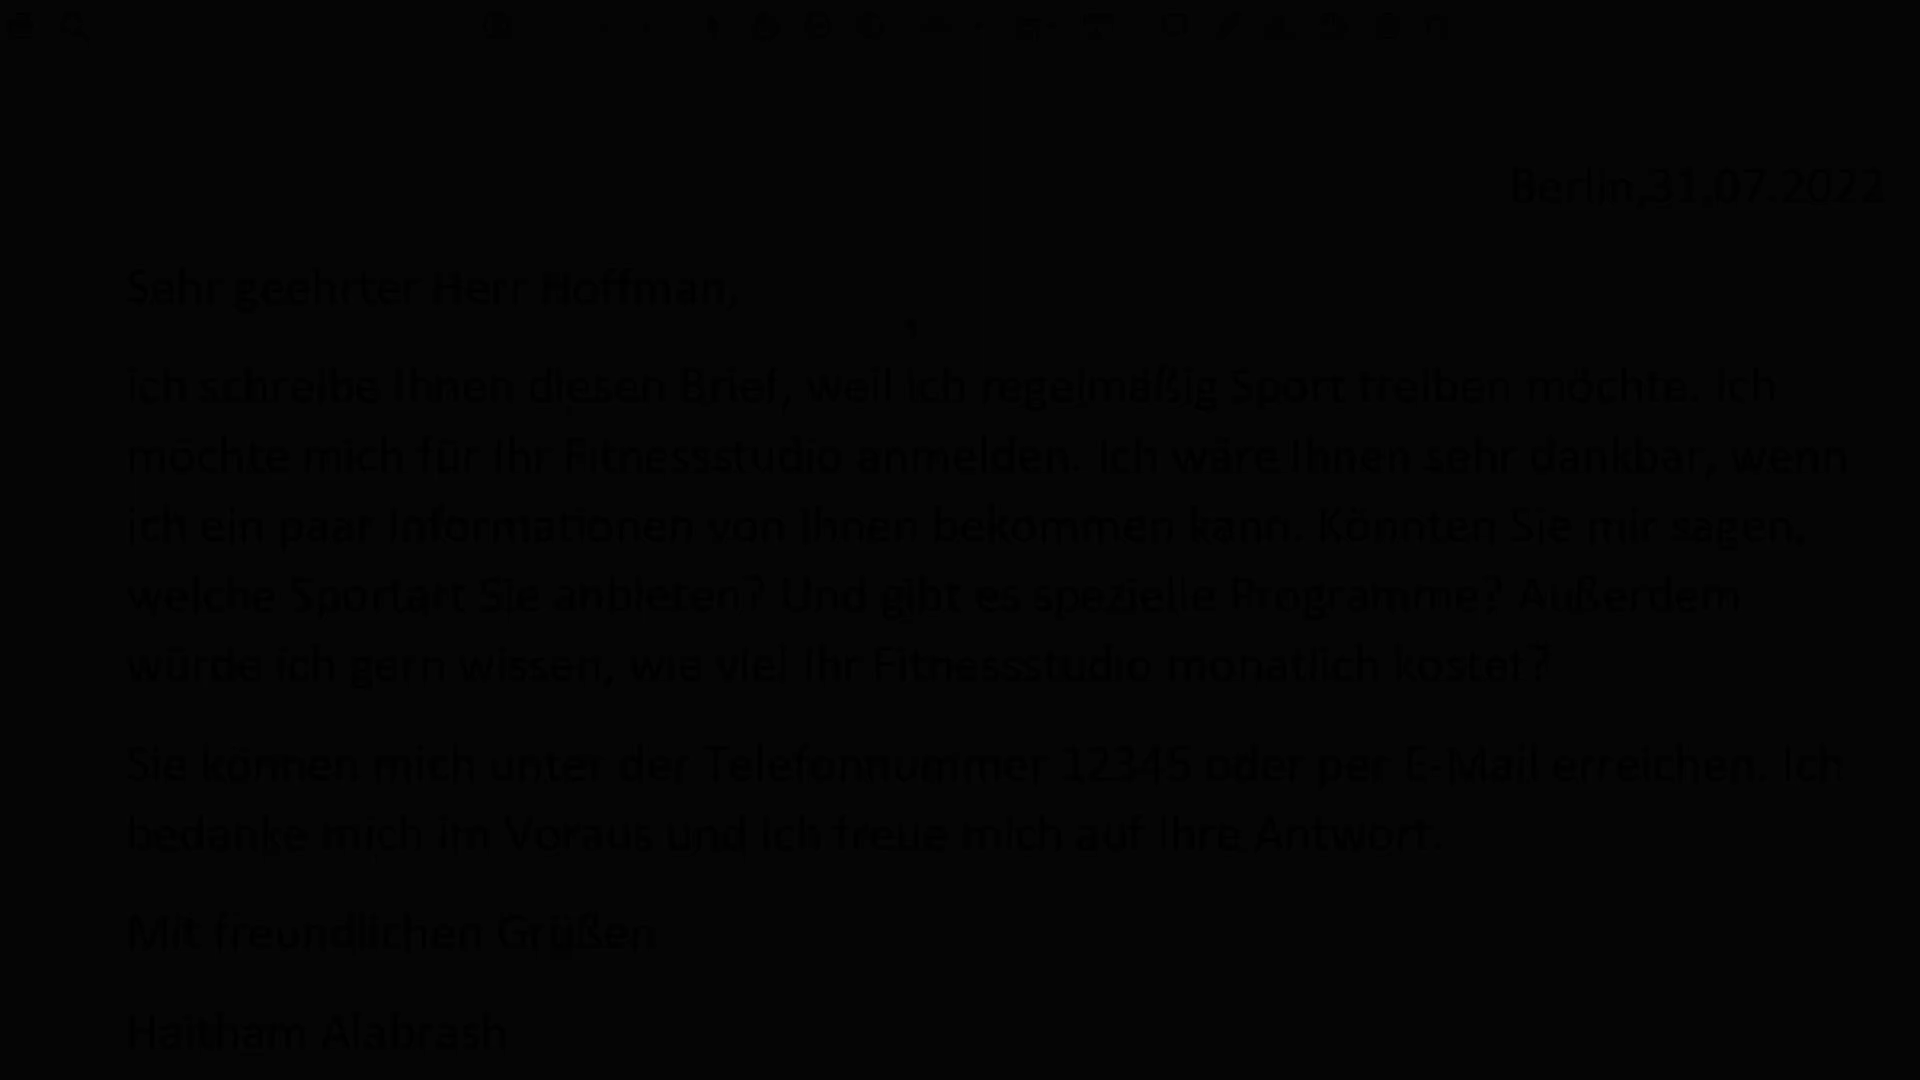 Berlin,31,07.2022
Sehr geehrter Herr Hoffman,
ich schreibe Ihnen diesen Brief, weil ich regelmäßig Sport treiben möchte. Ich
möchte mich für Ihr Fitnessstudio anmelden. Ich wäre Ihnen sehr dankbar, wenn
ich ein paar Informationen von Ihnen bekommen kann. Könnten Sie mir sagen,
welche Sportart Sie anbieten? Und gibt es spezielle Programme? Außerdem
würde ich gern wissen, wie viel Ihr Fitnessstudio monatlich kostet?
Sie können mich unter der Telefonnummer 12345 oder per E-Mail erreichen. Ich
bedanke mich im Voraus und ich freue mich auf Ihre Antwort.
Mit freundlichen Grüßen
Haitham Alabrash